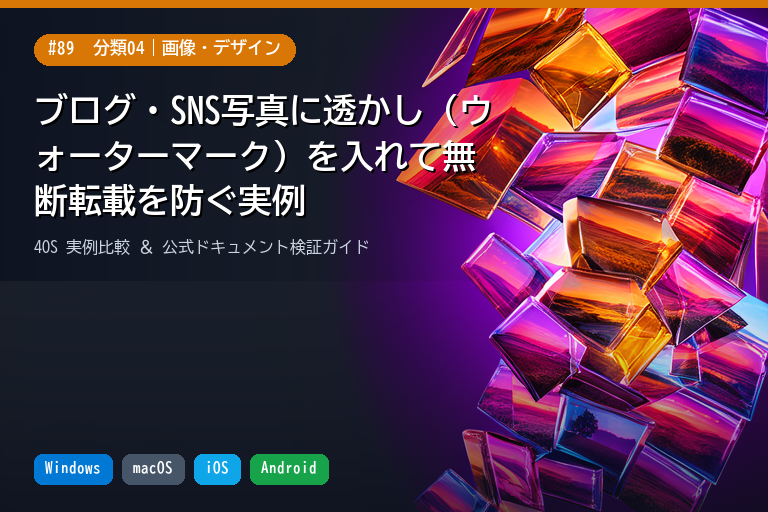 #89 分類04｜画像・デザイン
ブログ・SNS写真に透かし（ウ
ォーターマーク）を入れて無
断転載を防ぐ実例
4OS 実例比較 ＆ 公式ドキュメント検証ガイド
Windows macOS iOS Android